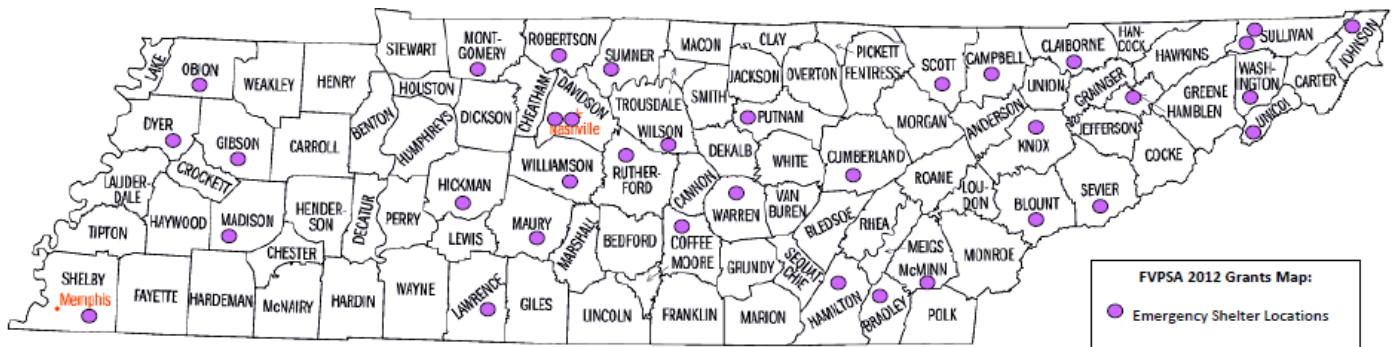 LAKE
OBION
WEAKLEY
HENRY
STEWART
MONT-
GOMERY
ROBERTSON
SUMNER
MACON
CLAY
PICKETT
FENTRESS
SCOTT
CAMPBELL
CLAIBORNE
HAN-
COCK
HAWKINS
SULLIVAN
JOHNSON
DYER
GIBSON
CARROLL
BENTON
HOUSTON
HUMPHREYS
DICKSON
CHEATHAM
DAVIDSON
Nashville
TROUSDALE
WILSON
SMITH
JACKSON
OVERTON
PUTNAM
MORGAN
ANDERSON
UNION
GRAINGER
KNOX
JEFFERSON
GREENE
HAMBLEN
WASH-
INGTON
CARTER
UNICOI
LAUDER-
DALE
CROCKETT
HAYWOOD
MADISON
HENDER-
SON
DECATUR
PERRY
HICKMAN
WILLIAMSON
RUTHER-
FORD
CANNON
DEKALB
WHITE
CUMBERLAND
ROANE
LOU-
DON
BLOUNT
SEVIER
COCKE
TIPTON
CHESTER
LEWIS
MAURY
MARSHALL
BEDFORD
COFFEE
MOORE
WARREN
VAN
BUREN
BLEDSOE
RHEA
MEIGS
McMINN
MONROE
SHELBY
Memphis
FAYETTE
HARDEMAN
McNAIRY
HARDIN
WAYNE
LAWRENCE
GILES
LINCOLN
FRANKLIN
GRUNDY
SEQUAT
CHIE
MARION
HAMILTON
BRADLEY
POLK
FVPSA 2012 Grants Map:
Emergency Shelter Locations